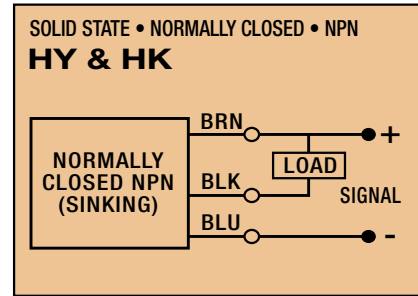 SOLID STATE • NORMALLY CLOSED • NPN
HY & HK
BRN
+
NORMALLY
CLOSED NPN
(SINKING)
LOAD
BLK
SIGNAL
BLU
-